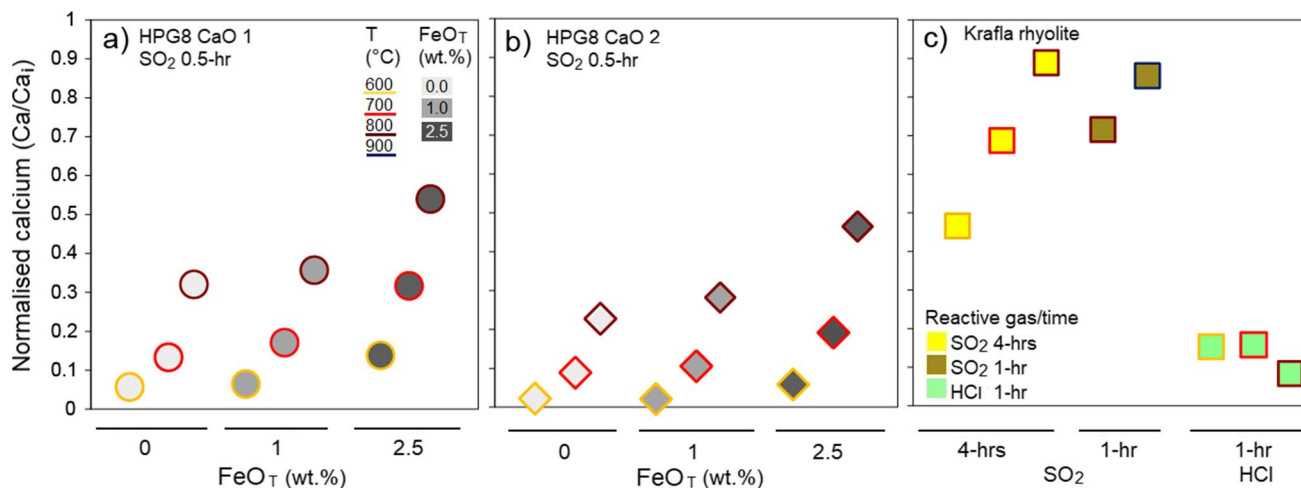 Normalised calcium (Ca/Caᵢ)
1
0.9
0.8
0.7
0.6
0.5
0.4
0.3
0.2
0.1
0
a) HPG8 CaO 1
SO₂ 0.5-hr
T
(°C)
600
700
800
900
FeO_T
(wt.%)
0.0
1.0
2.5
0 1 2.5
FeO_T (wt.%)
b) HPG8 CaO 2
SO₂ 0.5-hr
0 1 2.5
FeO_T (wt.%)
c) Krafla rhyolite
Reactive gas/time
SO₂ 4-hrs
SO₂ 1-hr
HCl 1-hr
4-hrs 1-hr 1-hr
SO₂ HCl